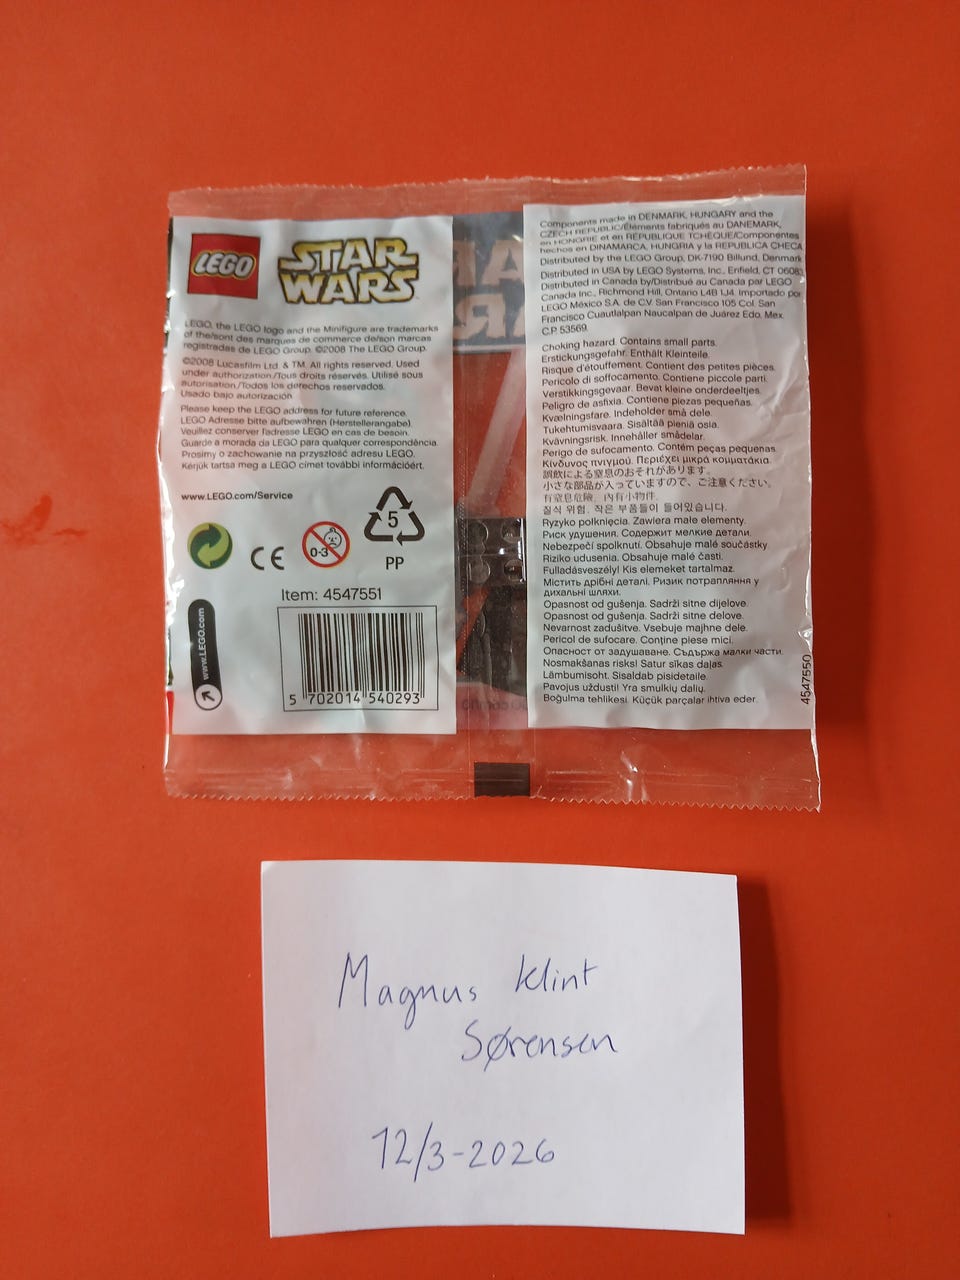 LEGO
STAR
WARS
LEGO, the LEGO logo and the Minifigure are trademarks
of the/sont des marques de commerce de/son marcas
registradas de LEGO Group. ©2008 The LEGO Group.
©2008 Lucasfilm Ltd. & TM. All rights reserved. Used
under authorization/Tous droits réservés. Utilisé sous
autorisation/Todos los derechos reservados.
Usado bajo autorización
Please keep the LEGO address for future reference.
LEGO Adresse bitte aufbewahren (Herstellerangabe).
Veuillez conserver l'adresse LEGO en cas de besoin.
Guarde a morada da LEGO para qualquer correspondência.
Prosimy o zachowanie na przyszłość adresu LEGO.
Kérjük tartsa meg a LEGO címet további információért.
www.LEGO.com/Service
5
PP
CE
0-3
Item: 4547551
www.LEGO.com
5 702014 540293
Components made in DENMARK, HUNGARY and the
CZECH REPUBLIC/Éléments fabriqués au DANEMARK,
en HONGRIE et en RÉPUBLIQUE TCHÈQUE/Componentes
hechos en DINAMARCA, HUNGRIA y la REPUBLICA CHECA
Distributed by the LEGO Group, DK-7190 Billund, Denmark
Distributed in USA by LEGO Systems, Inc., Enfield, CT 06083
Distributed in Canada by/Distribué au Canada par LEGO
Canada Inc., Richmond Hill, Ontario L4B 1J4. Importado por
LEGO México S.A. de C.V. San Francisco 105 Col. San
Francisco Cuautlalpan Naucalpan de Juárez Edo. Mex.
C.P. 53569.
Choking hazard. Contains small parts.
Erstickungsgefahr. Enthält Kleinteile.
Risque d'étouffement. Contient des petites pièces.
Pericolo di soffocamento. Contiene piccole parti.
Verstikkingsgevaar. Bevat kleine onderdeeltjes.
Peligro de asfixia. Contiene piezas pequeñas.
Kvælningsfare. Indeholder små dele.
Tukehtumisvaara. Sisältää pieniä osia.
Kvävningsrisk. Innehåller smådelar.
Perigo de sufocamento. Contém peças pequenas.
Κίνδυνος πνιγμού. Περιέχει μικρά κομματάκια.
誤飲による窒息のおそれがあります。
小さな部品が入っていますので、ご注意ください。
有窒息危險, 內有小物件.
질식 위험. 작은 부품들이 들어있습니다.
Ryzyko połknięcia. Zawiera małe elementy.
Риск удушения. Содержит мелкие детали.
Nebezpečí spolknutí. Obsahuje malé součástky
Riziko udusenia. Obsahuje malé časti.
Fulladásveszély! Kis elemeket tartalmaz.
Містить дрібні деталі. Ризик потрапляння у
дихальні шляхи.
Opasnost od gušenja. Sadrži sitne dijelove.
Opasnost od gušenja. Sadrži sitne delove.
Nevarnost zadušitve. Vsebuje majhne dele.
Pericol de sufocare. Conține piese mici.
Опасност от задушаване. Съдържа малки части.
Nosmakšanas risks! Satur sīkas daļas.
Lämbumisoht. Sisaldab pisidetaile.
Pavojus uždusti! Yra smulkių dalių.
Boğulma tehlikesi. Küçük parçalar ihtiva eder.
4547550
Magnus Klint
Sørensen
12/3-2026